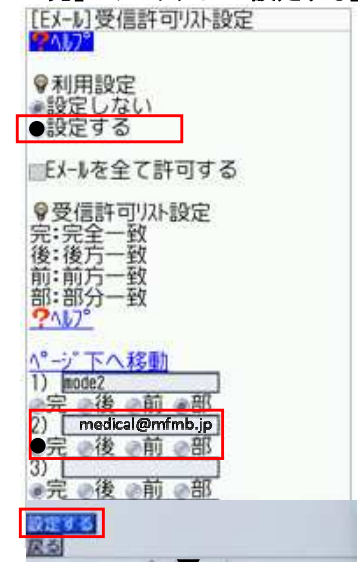 [Eメール]受信許可リスト設定
?ヘルプ
利用設定
設定しない
●設定する
Eメールを全て許可する
受信許可リスト設定
完:完全一致
後:後方一致
前:前方一致
部:部分一致
?ヘルプ
ページ下へ移動
1) mode2
完 後 前 部
2) medical@mfmb.jp
●完 後 前 部
3)
完 後 前 部
設定する
戻る